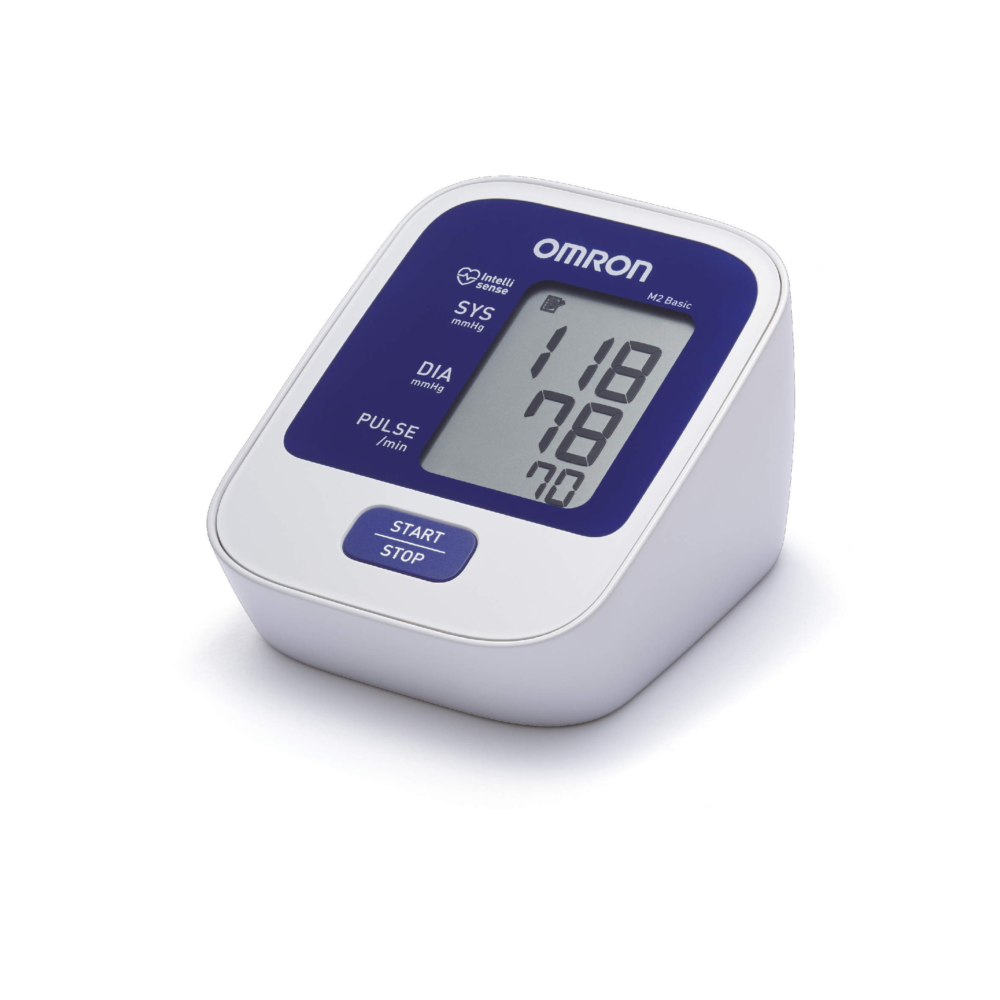 OMRON
Intelli
sense
M2 Basic
SYS
mmHg
118
DIA
mmHg
78
PULSE
/min
70
START
STOP